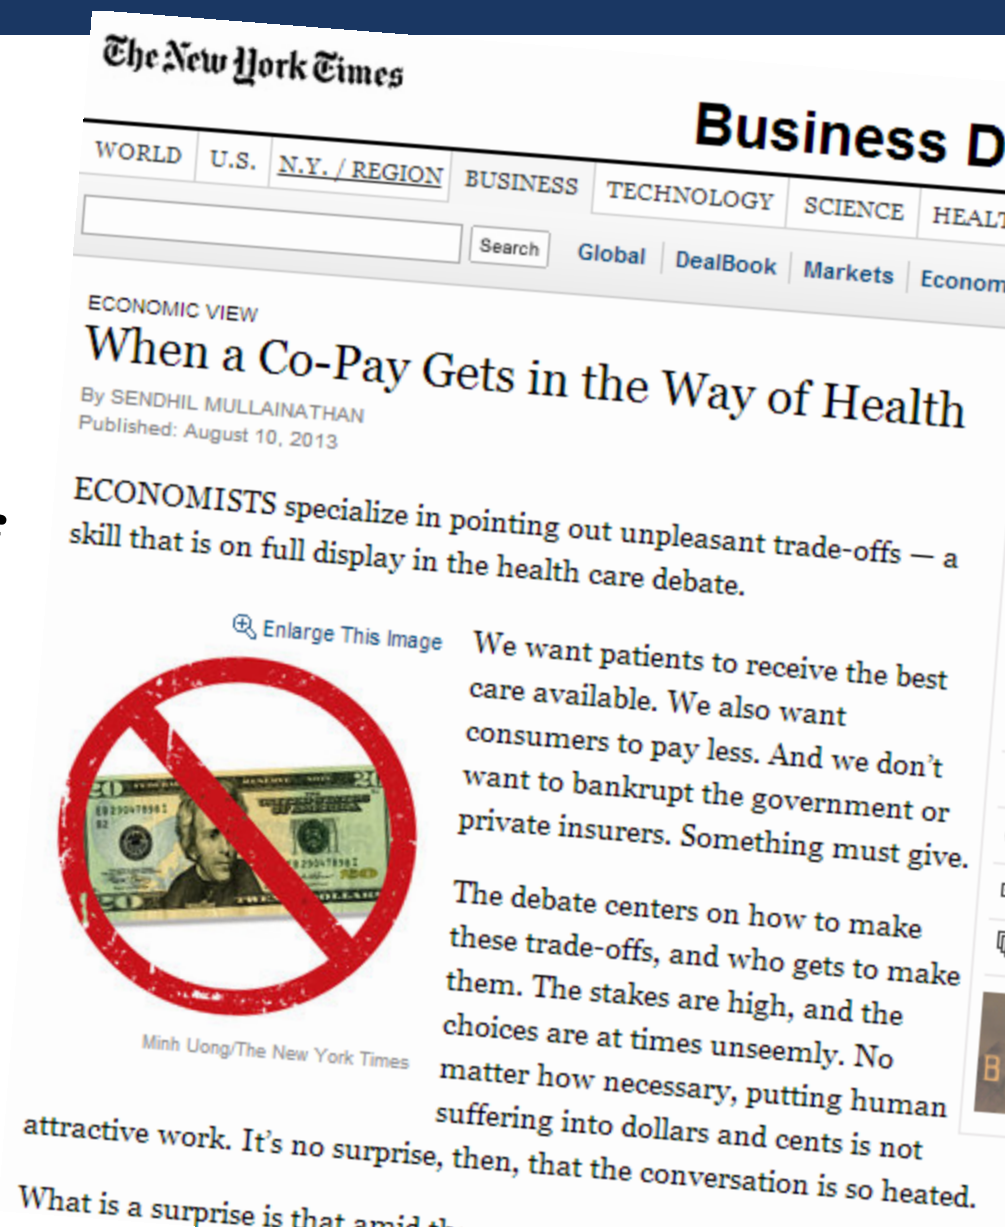 The New York Times
Business D
WORLD U.S. N.Y. / REGION BUSINESS TECHNOLOGY SCIENCE HEALT
Search Global DealBook Markets Econom
ECONOMIC VIEW
When a Co-Pay Gets in the Way of Health
By SENDHIL MULLAINATHAN
Published: August 10, 2013
ECONOMISTS specialize in pointing out unpleasant trade-offs — a
skill that is on full display in the health care debate.
Enlarge This Image
We want patients to receive the best
care available. We also want
consumers to pay less. And we don't
want to bankrupt the government or
private insurers. Something must give.
The debate centers on how to make
these trade-offs, and who gets to make
them. The stakes are high, and the
choices are at times unseemly. No
matter how necessary, putting human
suffering into dollars and cents is not
attractive work. It's no surprise, then, that the conversation is so heated.
Minh Uong/The New York Times
What is a surprise is that amid
B